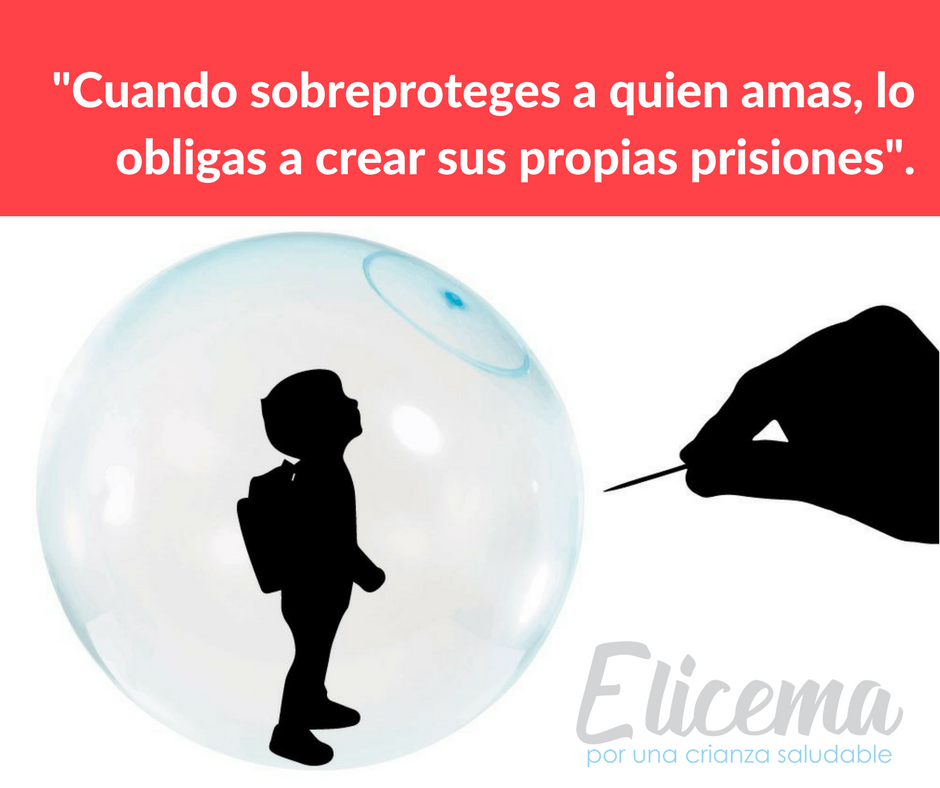 "Cuando sobreproteges a quien amas, lo
obligas a crear sus propias prisiones".
Elicema
por una crianza saludable